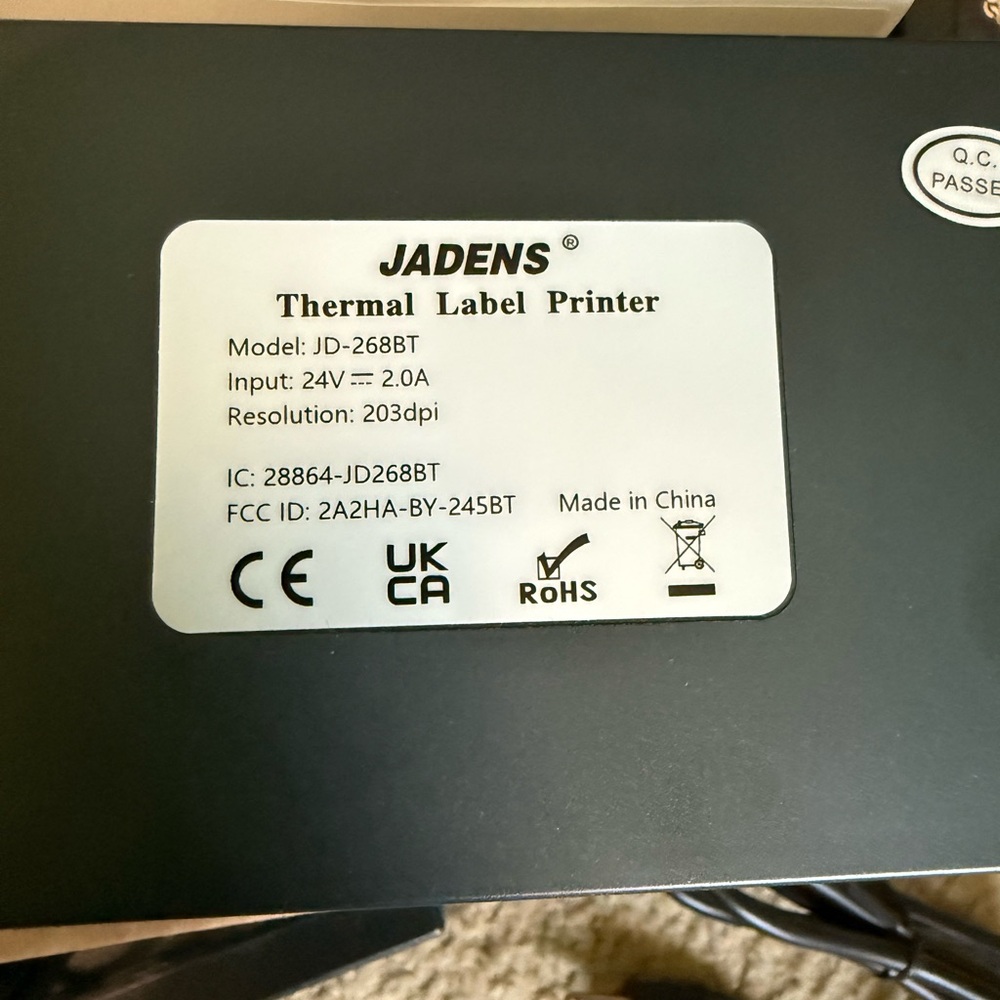 Q.C.
PASSE
JADENS ®
Thermal Label Printer
Model: JD-268BT
Input: 24V ⎓ 2.0A
Resolution: 203dpi
IC: 28864-JD268BT
FCC ID: 2A2HA-BY-245BT Made in China
CE UK CA RoHS